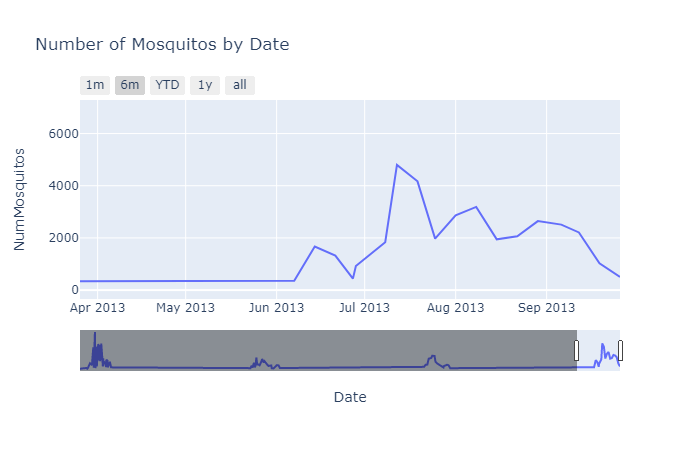 Number of Mosquitos by Date
1m 6m YTD 1y all
NumMosquitos
6000
4000
2000
0
Apr 2013 May 2013 Jun 2013 Jul 2013 Aug 2013 Sep 2013
Date